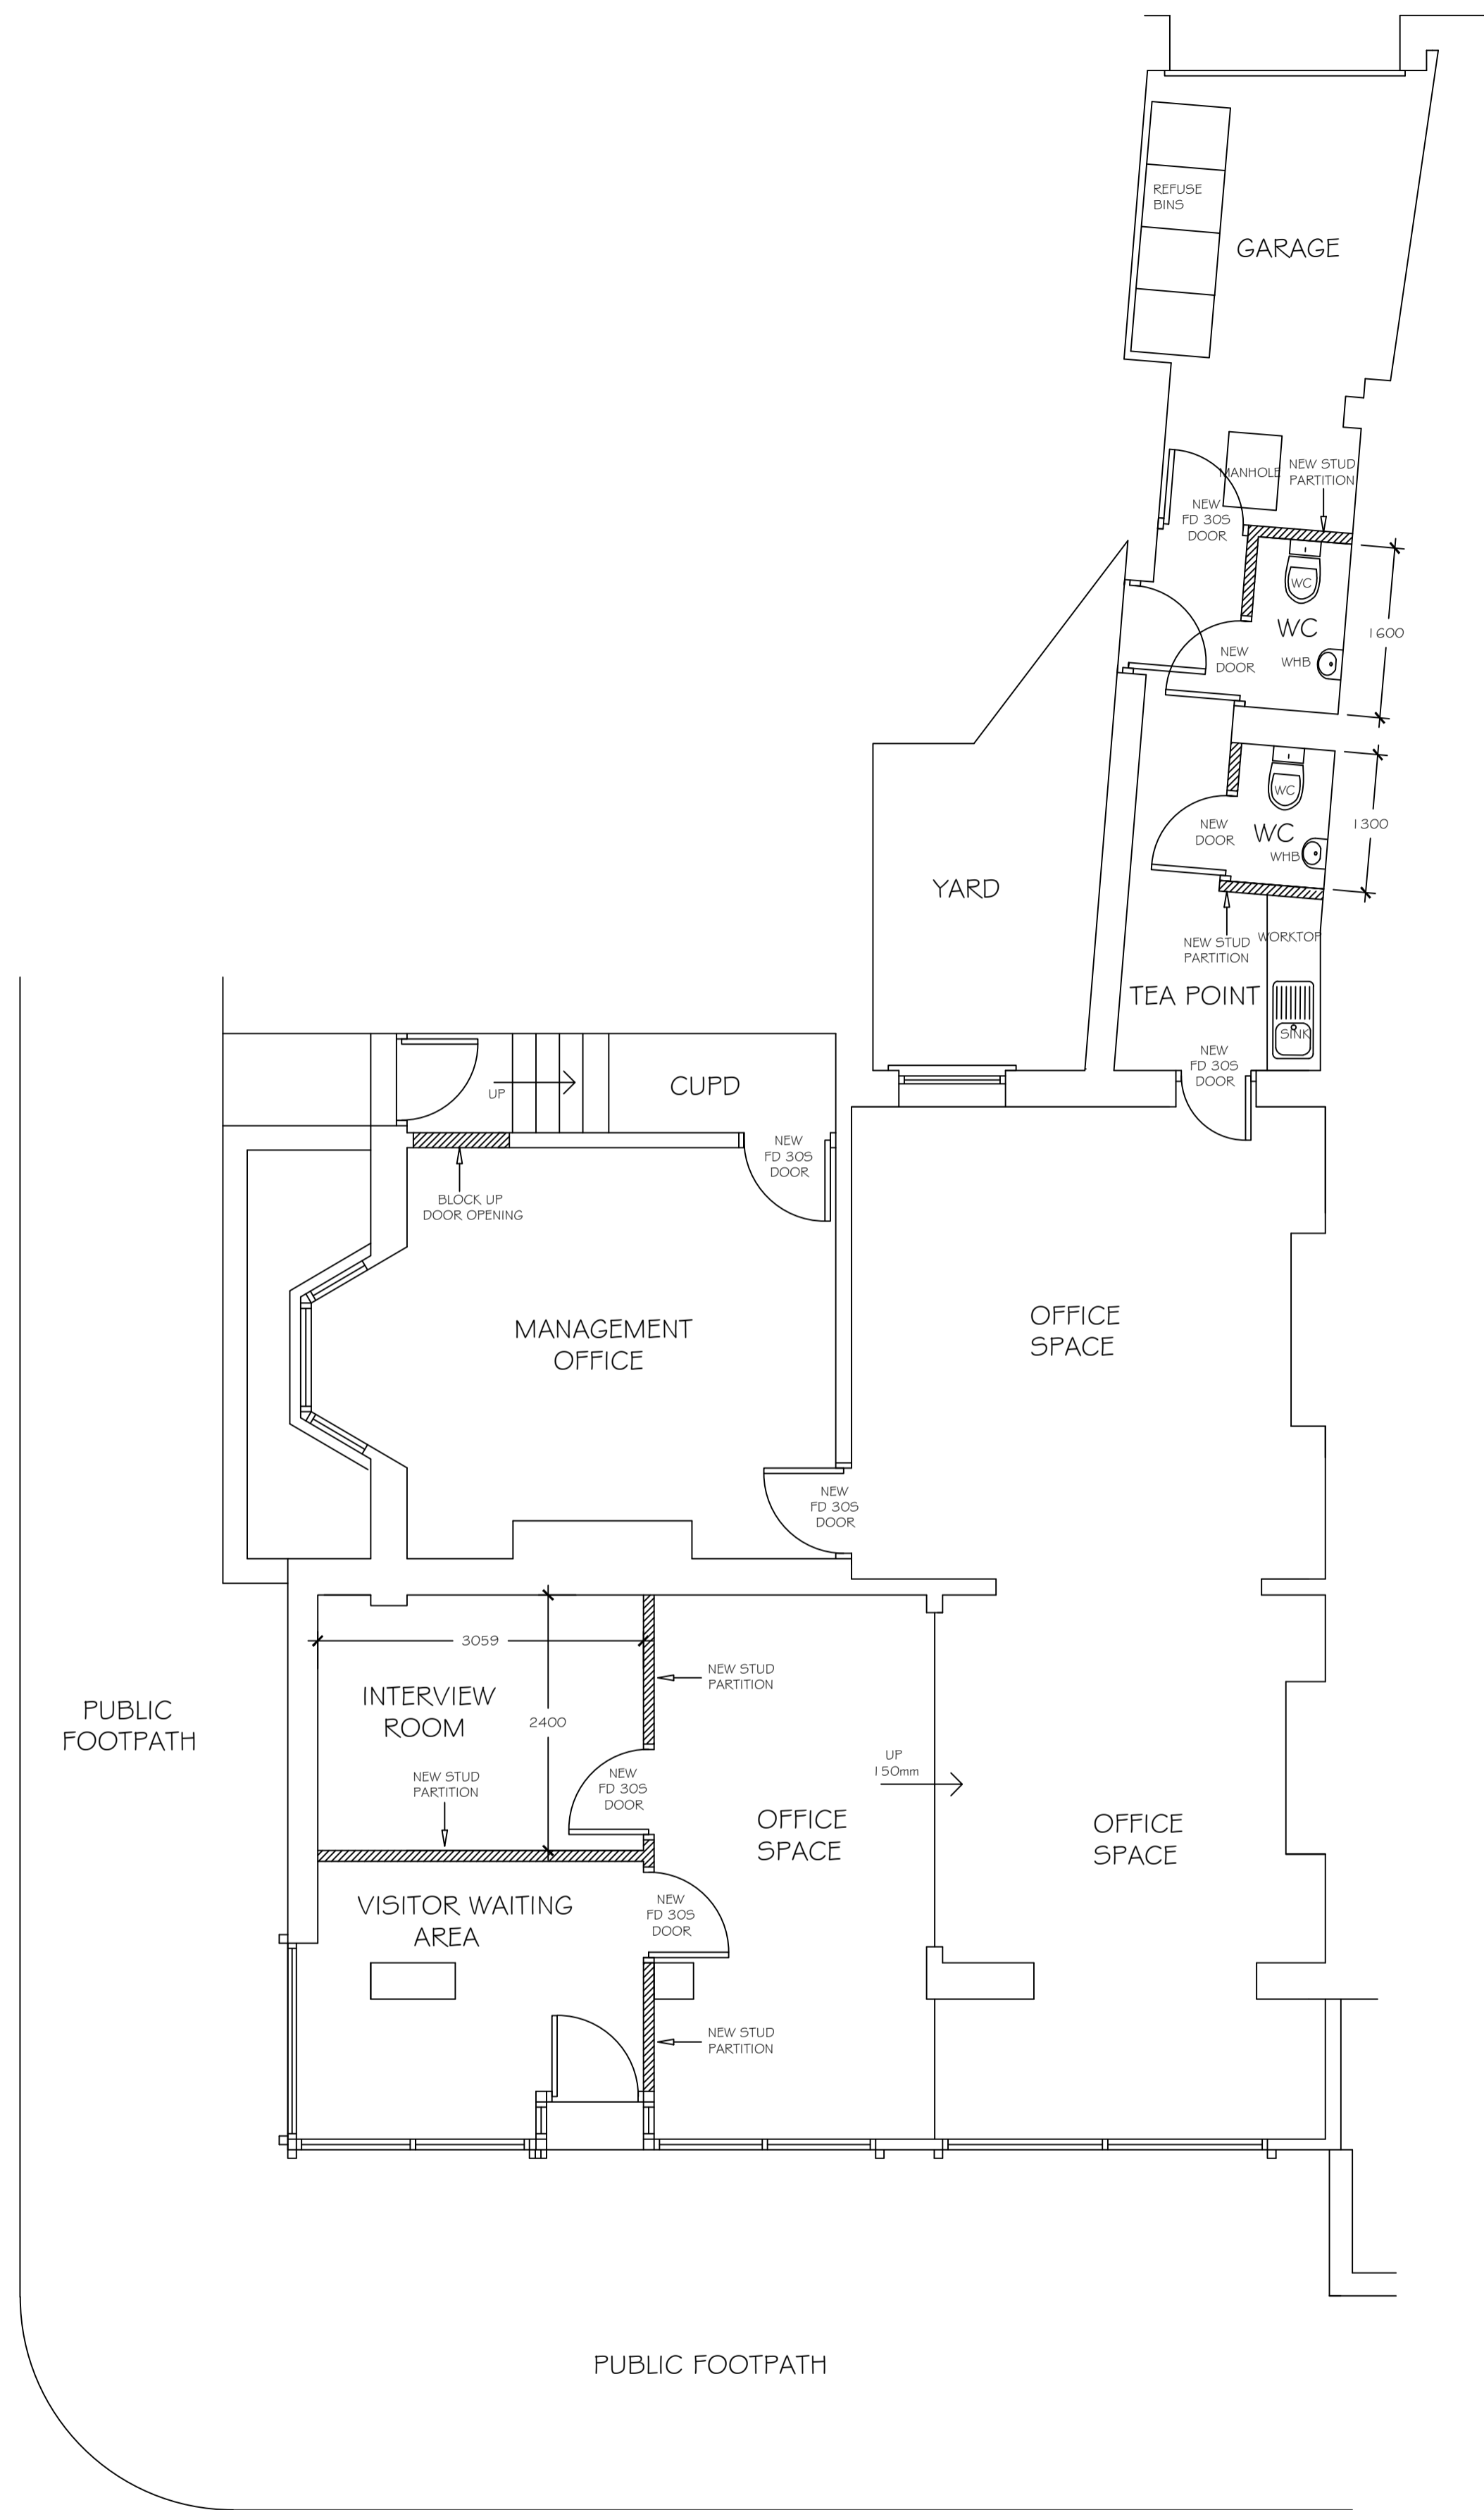 REFUSE
BINS
GARAGE
MANHOLE
NEW STUD
PARTITION
NEW
FD 30S
DOOR
WC
WC
1600
NEW
DOOR
WHB
WC
NEW
DOOR
WC
1300
WHB
YARD
WORKTOP
NEW STUD
PARTITION
TEA POINT
SINK
NEW
FD 30S
DOOR
UP
CUPD
NEW
FD 30S
DOOR
BLOCK UP
DOOR OPENING
MANAGEMENT
OFFICE
OFFICE
SPACE
NEW
FD 30S
DOOR
3059
NEW STUD
PARTITION
INTERVIEW
ROOM
2400
PUBLIC
FOOTPATH
NEW STUD
PARTITION
NEW
FD 30S
DOOR
UP
150mm
OFFICE
SPACE
OFFICE
SPACE
VISITOR WAITING
AREA
NEW
FD 30S
DOOR
NEW STUD
PARTITION
PUBLIC FOOTPATH